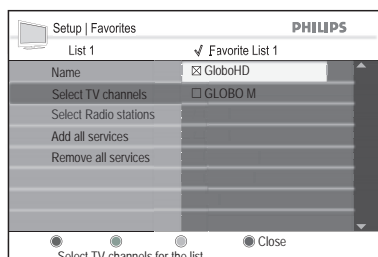 Setup | Favorites PHILIPS
List 1 √ Favorite List 1
Name ☒ GloboHD
Select TV channels ☐ GLOBO M
Select Radio stations
Add all services
Remove all services
Close
Select TV channels for the list